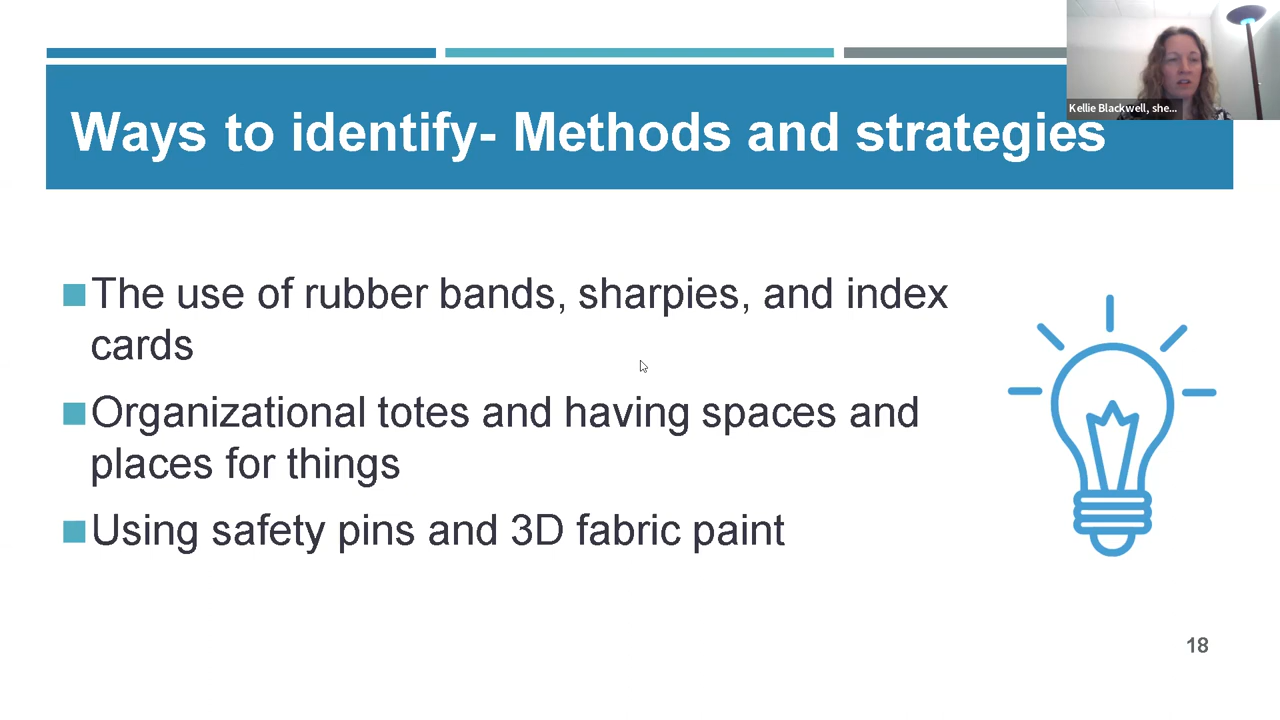 Kellie Blackwell, she...
Ways to identify- Methods and strategies
The use of rubber bands, sharpies, and index
cards
Organizational totes and having spaces and
places for things
Using safety pins and 3D fabric paint
18